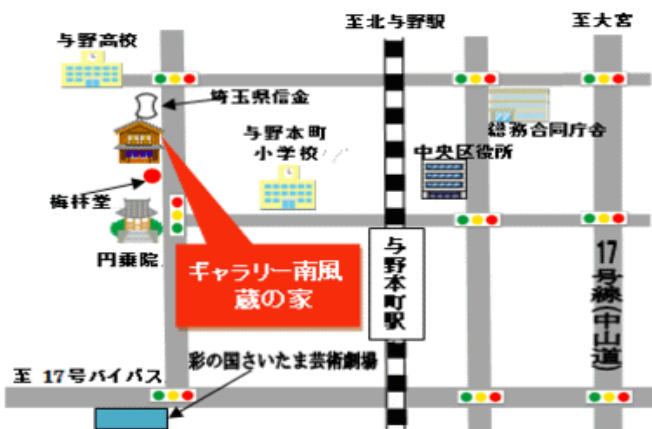 至北与野駅
至大宮
与野高校
埼玉県信金
総務合同庁舎
与野本町
小学校
中央区役所
梅林堂
円乗院
ギャラリー南風
蔵の家
与野本町駅
17号線(中山道)
彩の国さいたま芸術劇場
至 17号バイパス